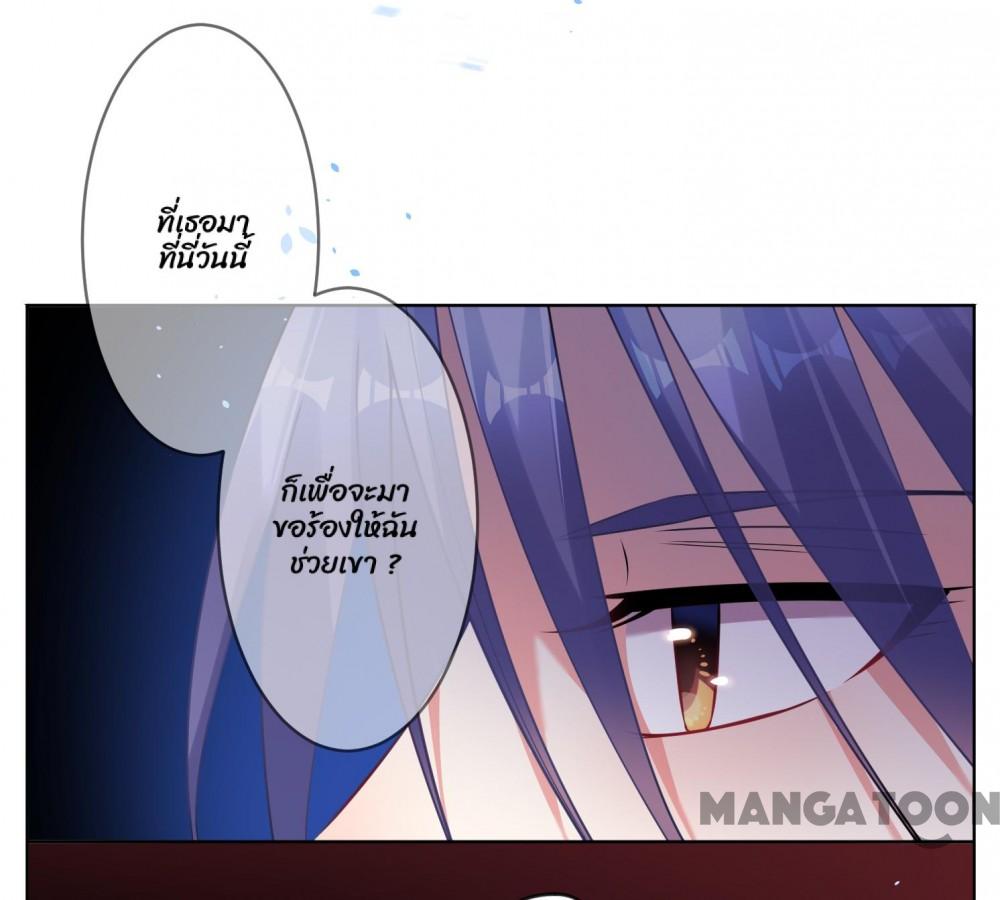 ที่เธอมา
ที่นี่วันนี้
ก็เพื่อจะมา
ขอร้องให้ฉัน
ช่วยเขา ?
MANGATOON